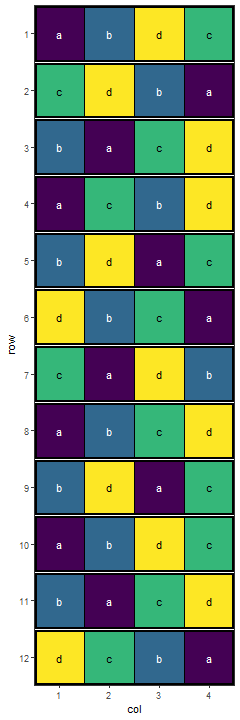 1 a b d c
2 c d b a
3 b a c d
4 a c b d
5 b d a c
6 d b c a
row
7 c a d b
8 a b c d
9 b d a c
10 a b d c
11 b a c d
12 d c b a
1 2 3 4
col